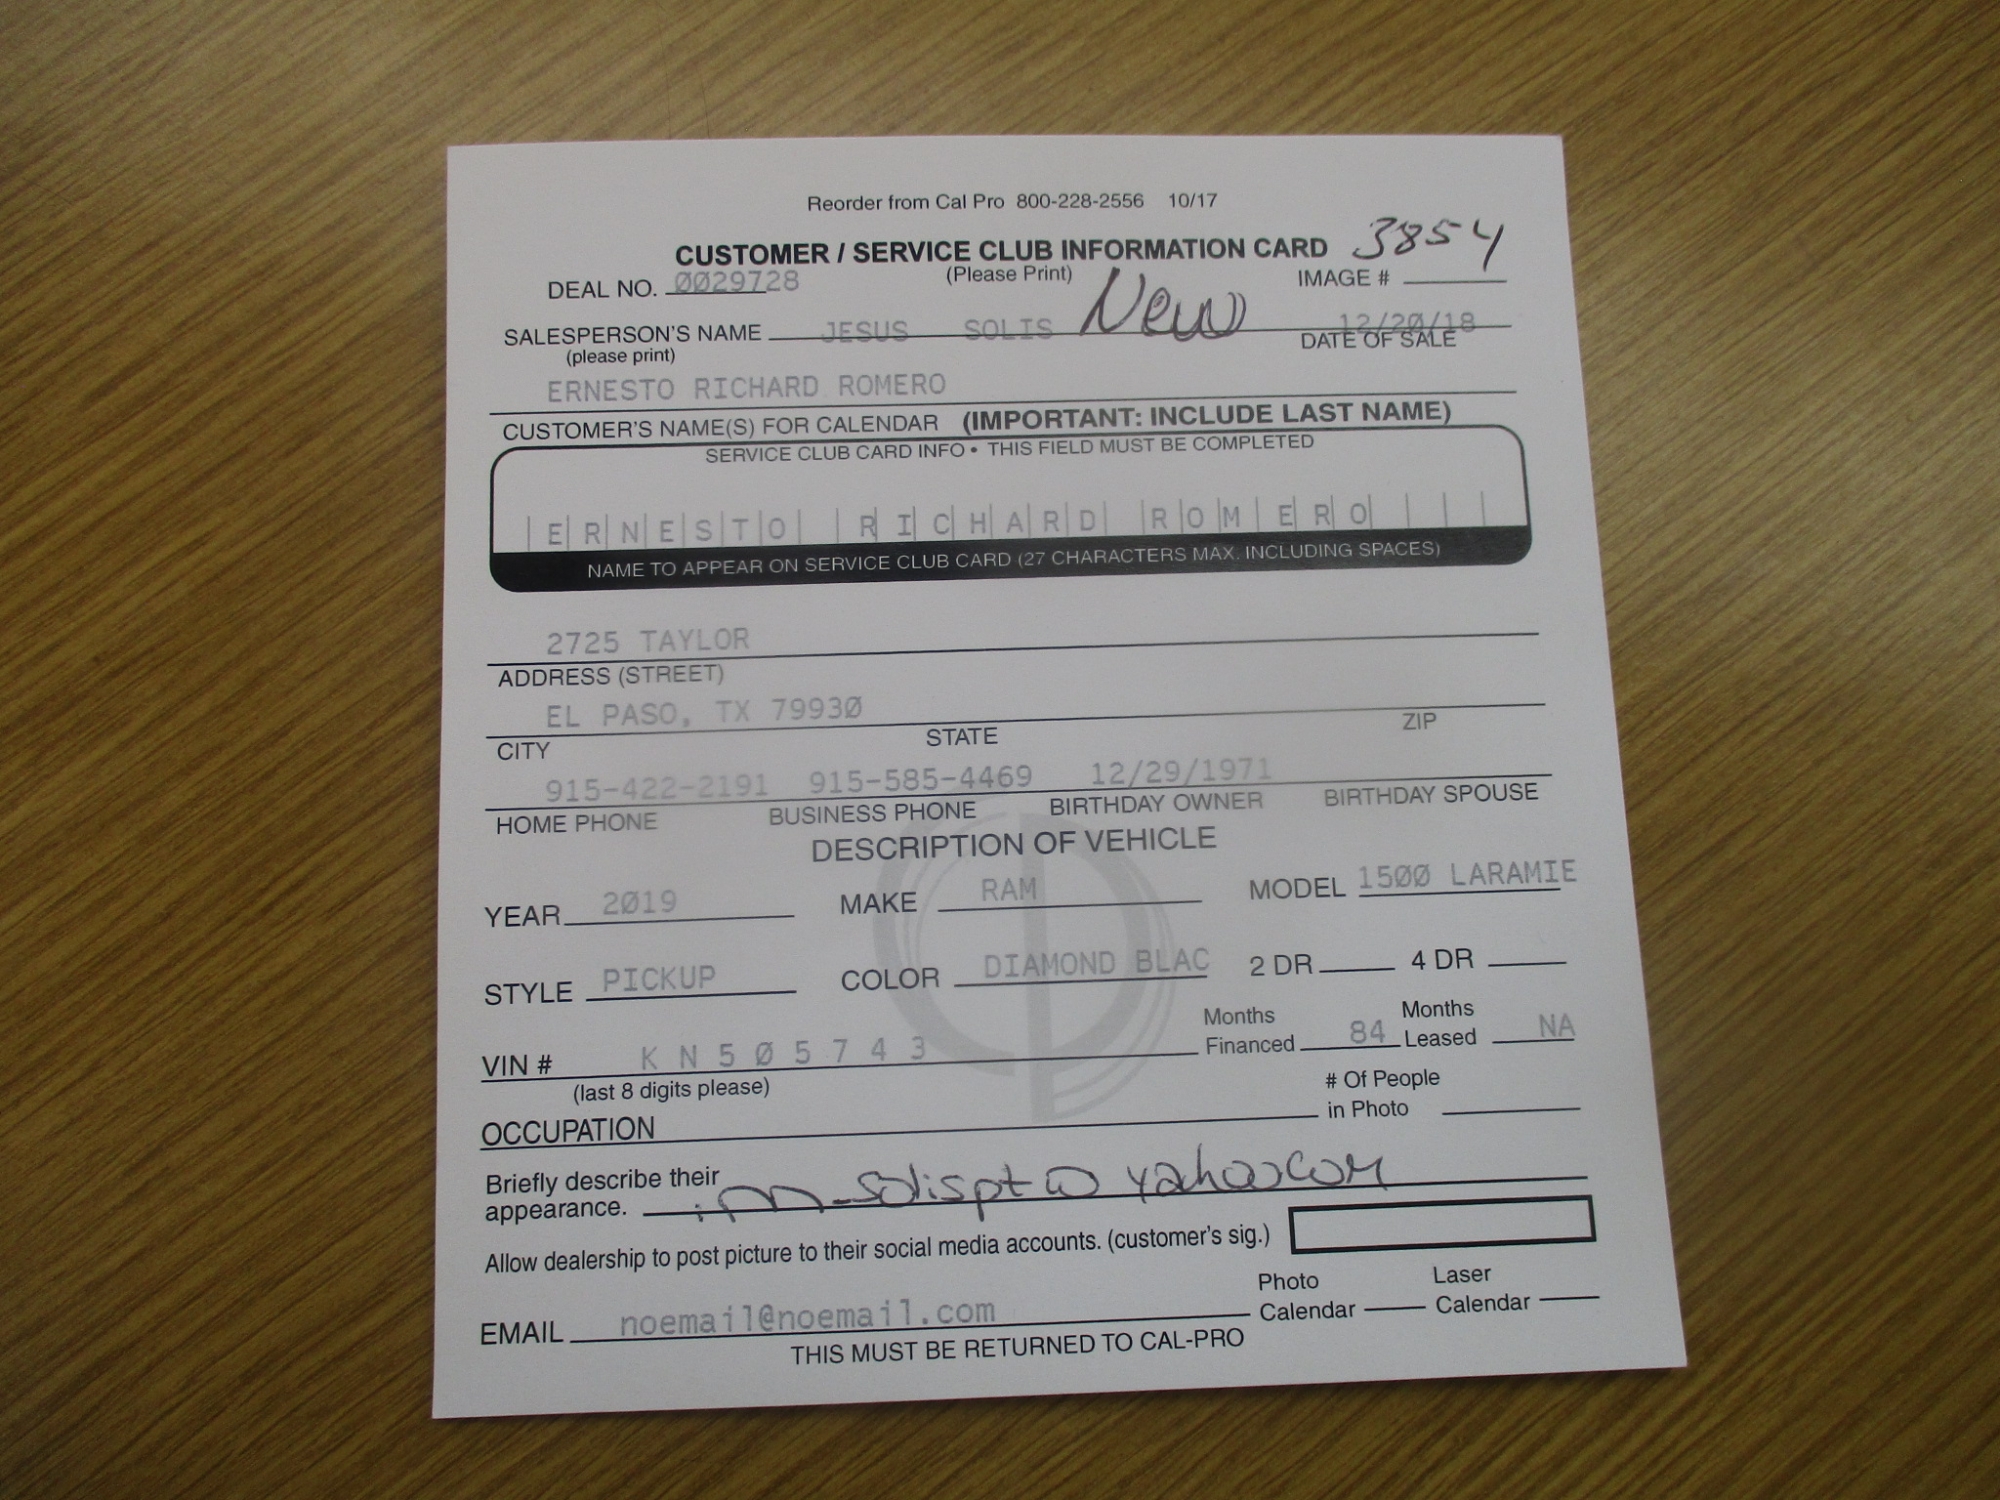 Reorder from Cal Pro 800-228-2556 10/17
CUSTOMER / SERVICE CLUB INFORMATION CARD 3854
DEAL NO. 0029728 (Please Print) New IMAGE #
SALESPERSON'S NAME JESUS SOLIS 12/20/18
(please print) DATE OF SALE
ERNESTO RICHARD ROMERO
CUSTOMER'S NAME(S) FOR CALENDAR (IMPORTANT: INCLUDE LAST NAME)
SERVICE CLUB CARD INFO • THIS FIELD MUST BE COMPLETED
ERNESTO RICHARD ROMERO
NAME TO APPEAR ON SERVICE CLUB CARD (27 CHARACTERS MAX. INCLUDING SPACES)
2725 TAYLOR
ADDRESS (STREET)
EL PASO, TX 79930
CITY STATE ZIP
915-422-2191 915-585-4469 12/29/1971
HOME PHONE BUSINESS PHONE BIRTHDAY OWNER BIRTHDAY SPOUSE
DESCRIPTION OF VEHICLE
YEAR 2019 MAKE RAM MODEL 1500 LARAMIE
STYLE PICKUP COLOR DIAMOND BLAC 2 DR 4 DR
Months Months
VIN # K N 5 0 5 7 4 3 Financed 84 Leased NA
(last 8 digits please) # Of People
OCCUPATION in Photo
Briefly describe their
appearance.
Allow dealership to post picture to their social media accounts. (customer's sig.)
Photo Laser
EMAIL noemail@noemail.com Calendar Calendar
THIS MUST BE RETURNED TO CAL-PRO